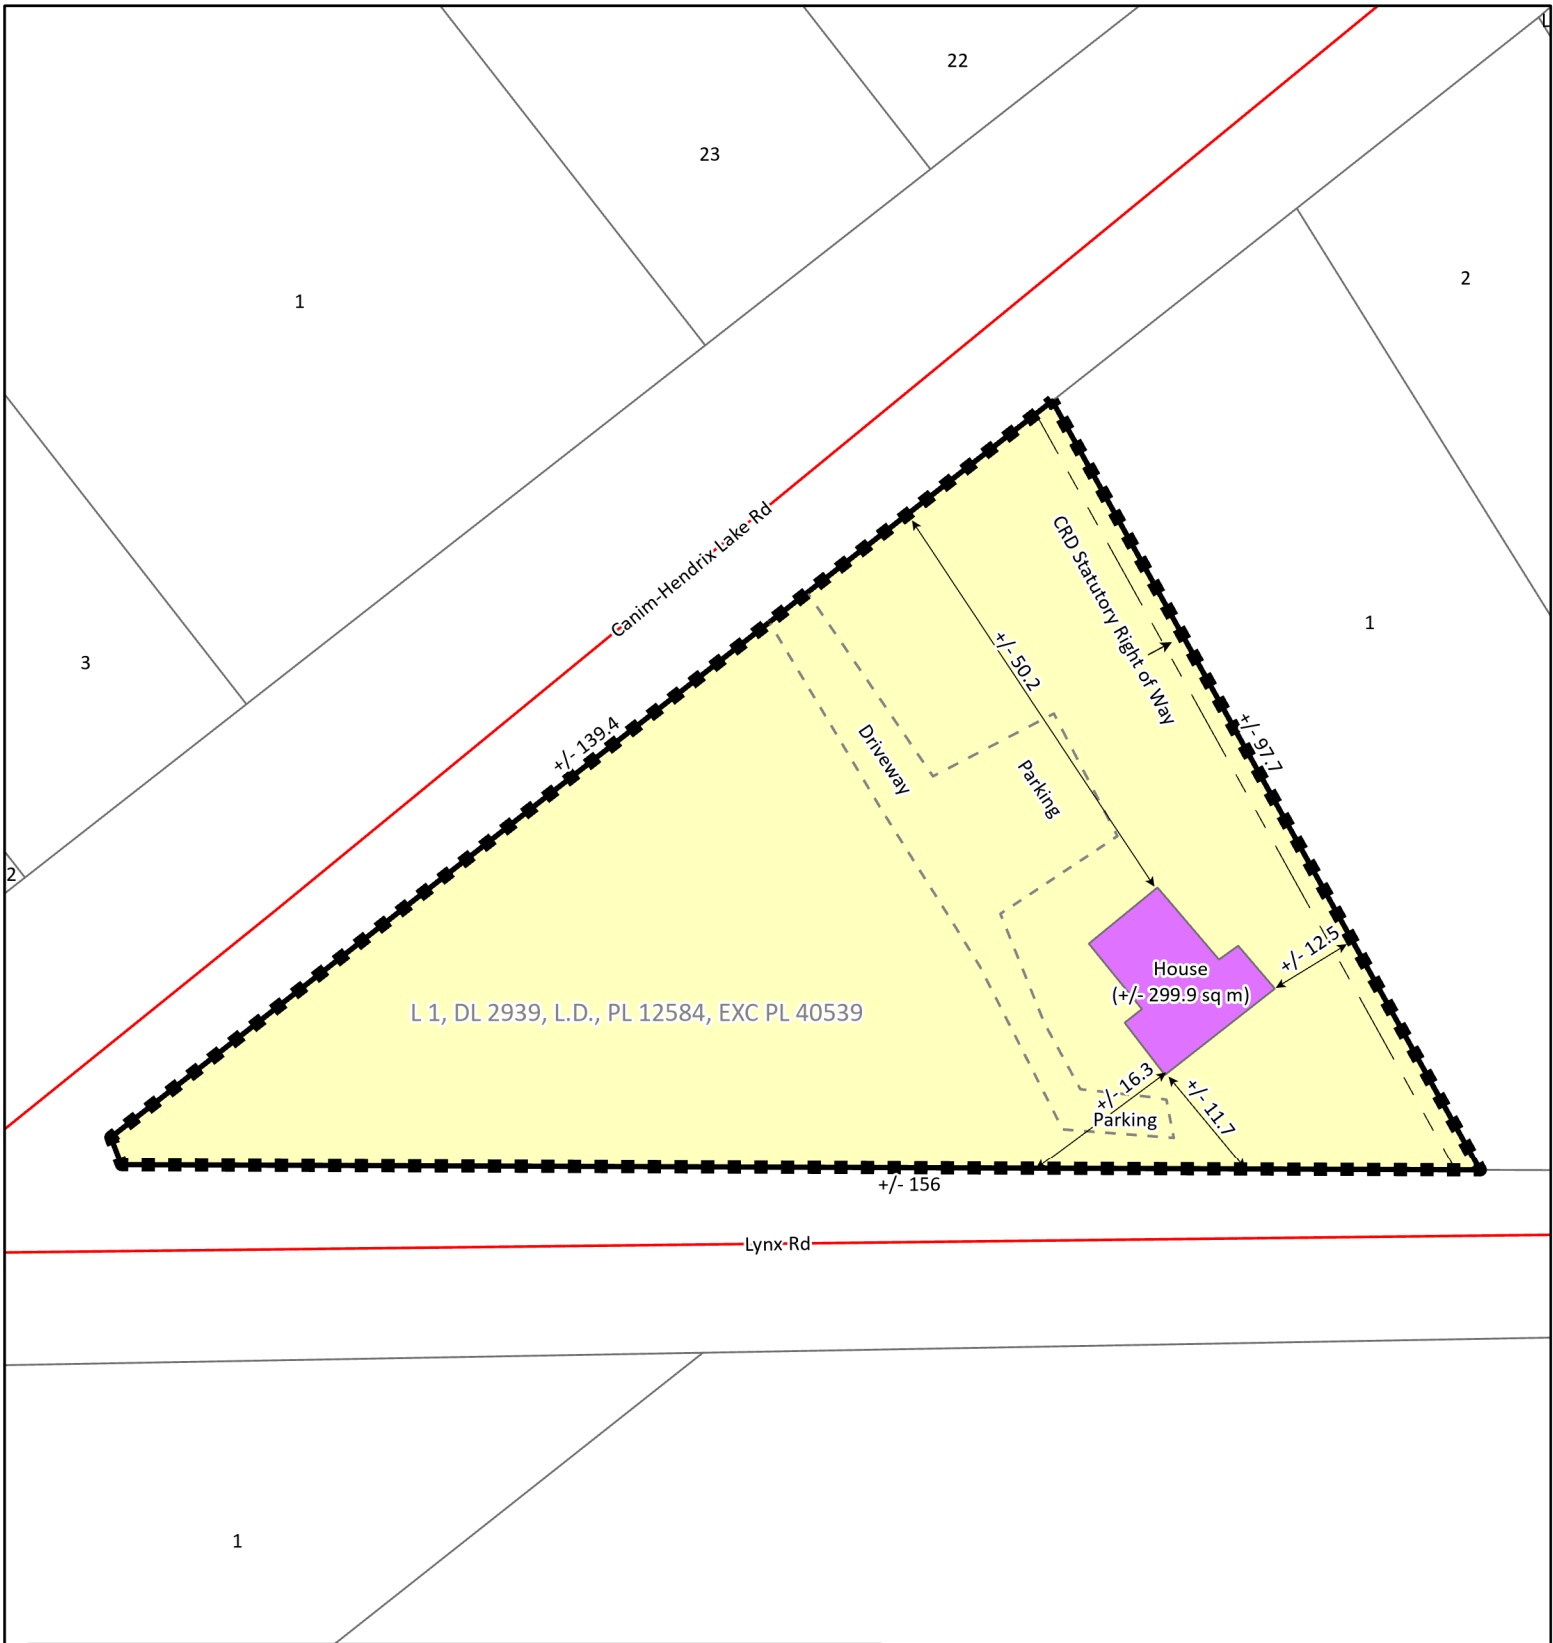 L
22
23
1
2
Canim-Hendrix-Lake Rd
CRD Statutory Right of Way
1
+/- 50.2
3
+/- 139.4
Driveway
+/- 97.7
Parking
2
+/- 12.5
House
(+/- 299.9 sq m)
L 1, DL 2939, L.D., PL 12584, EXC PL 40539
+/- 16.3
+/- 11.7
Parking
+/- 156
Lynx Rd
1